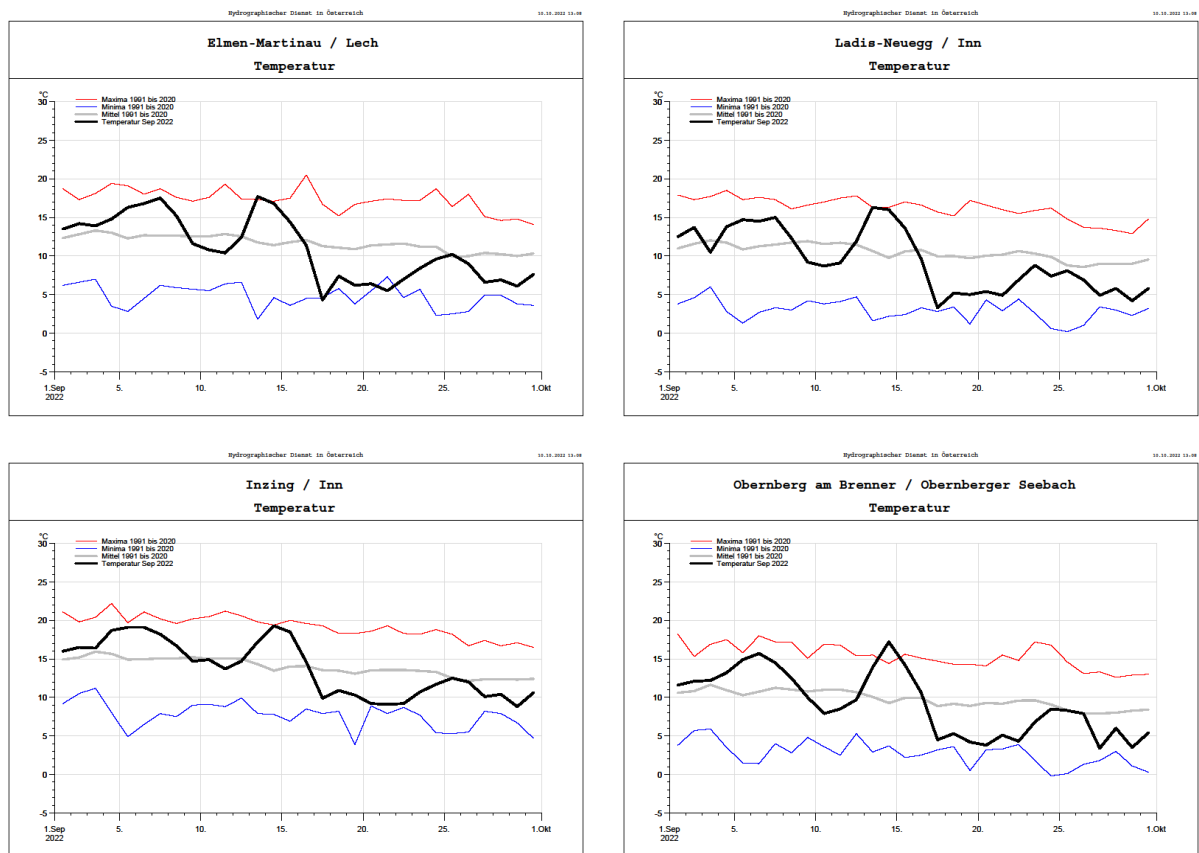 Hydrographischer Dienst in Österreich 10.10.2022 13:08
Elmen-Martinau / Lech
Temperatur
°C
Maxima 1991 bis 2020
Minima 1991 bis 2020
Mittel 1991 bis 2020
Temperatur Sep 2022
30
25
20
15
10
5
0
-5
1.Sep 5. 10. 15. 20. 25. 1.Okt
2022
Hydrographischer Dienst in Österreich 10.10.2022 13:08
Ladis-Neuegg / Inn
Temperatur
°C
Maxima 1991 bis 2020
Minima 1991 bis 2020
Mittel 1991 bis 2020
Temperatur Sep 2022
30
25
20
15
10
5
0
-5
1.Sep 5. 10. 15. 20. 25. 1.Okt
2022
Hydrographischer Dienst in Österreich 10.10.2022 13:08
Inzing / Inn
Temperatur
°C
Maxima 1991 bis 2020
Minima 1991 bis 2020
Mittel 1991 bis 2020
Temperatur Sep 2022
30
25
20
15
10
5
0
-5
1.Sep 5. 10. 15. 20. 25. 1.Okt
2022
Hydrographischer Dienst in Österreich 10.10.2022 13:08
Obernberg am Brenner / Obernberger Seebach
Temperatur
°C
Maxima 1991 bis 2020
Minima 1991 bis 2020
Mittel 1991 bis 2020
Temperatur Sep 2022
30
25
20
15
10
5
0
-5
1.Sep 5. 10. 15. 20. 25. 1.Okt
2022